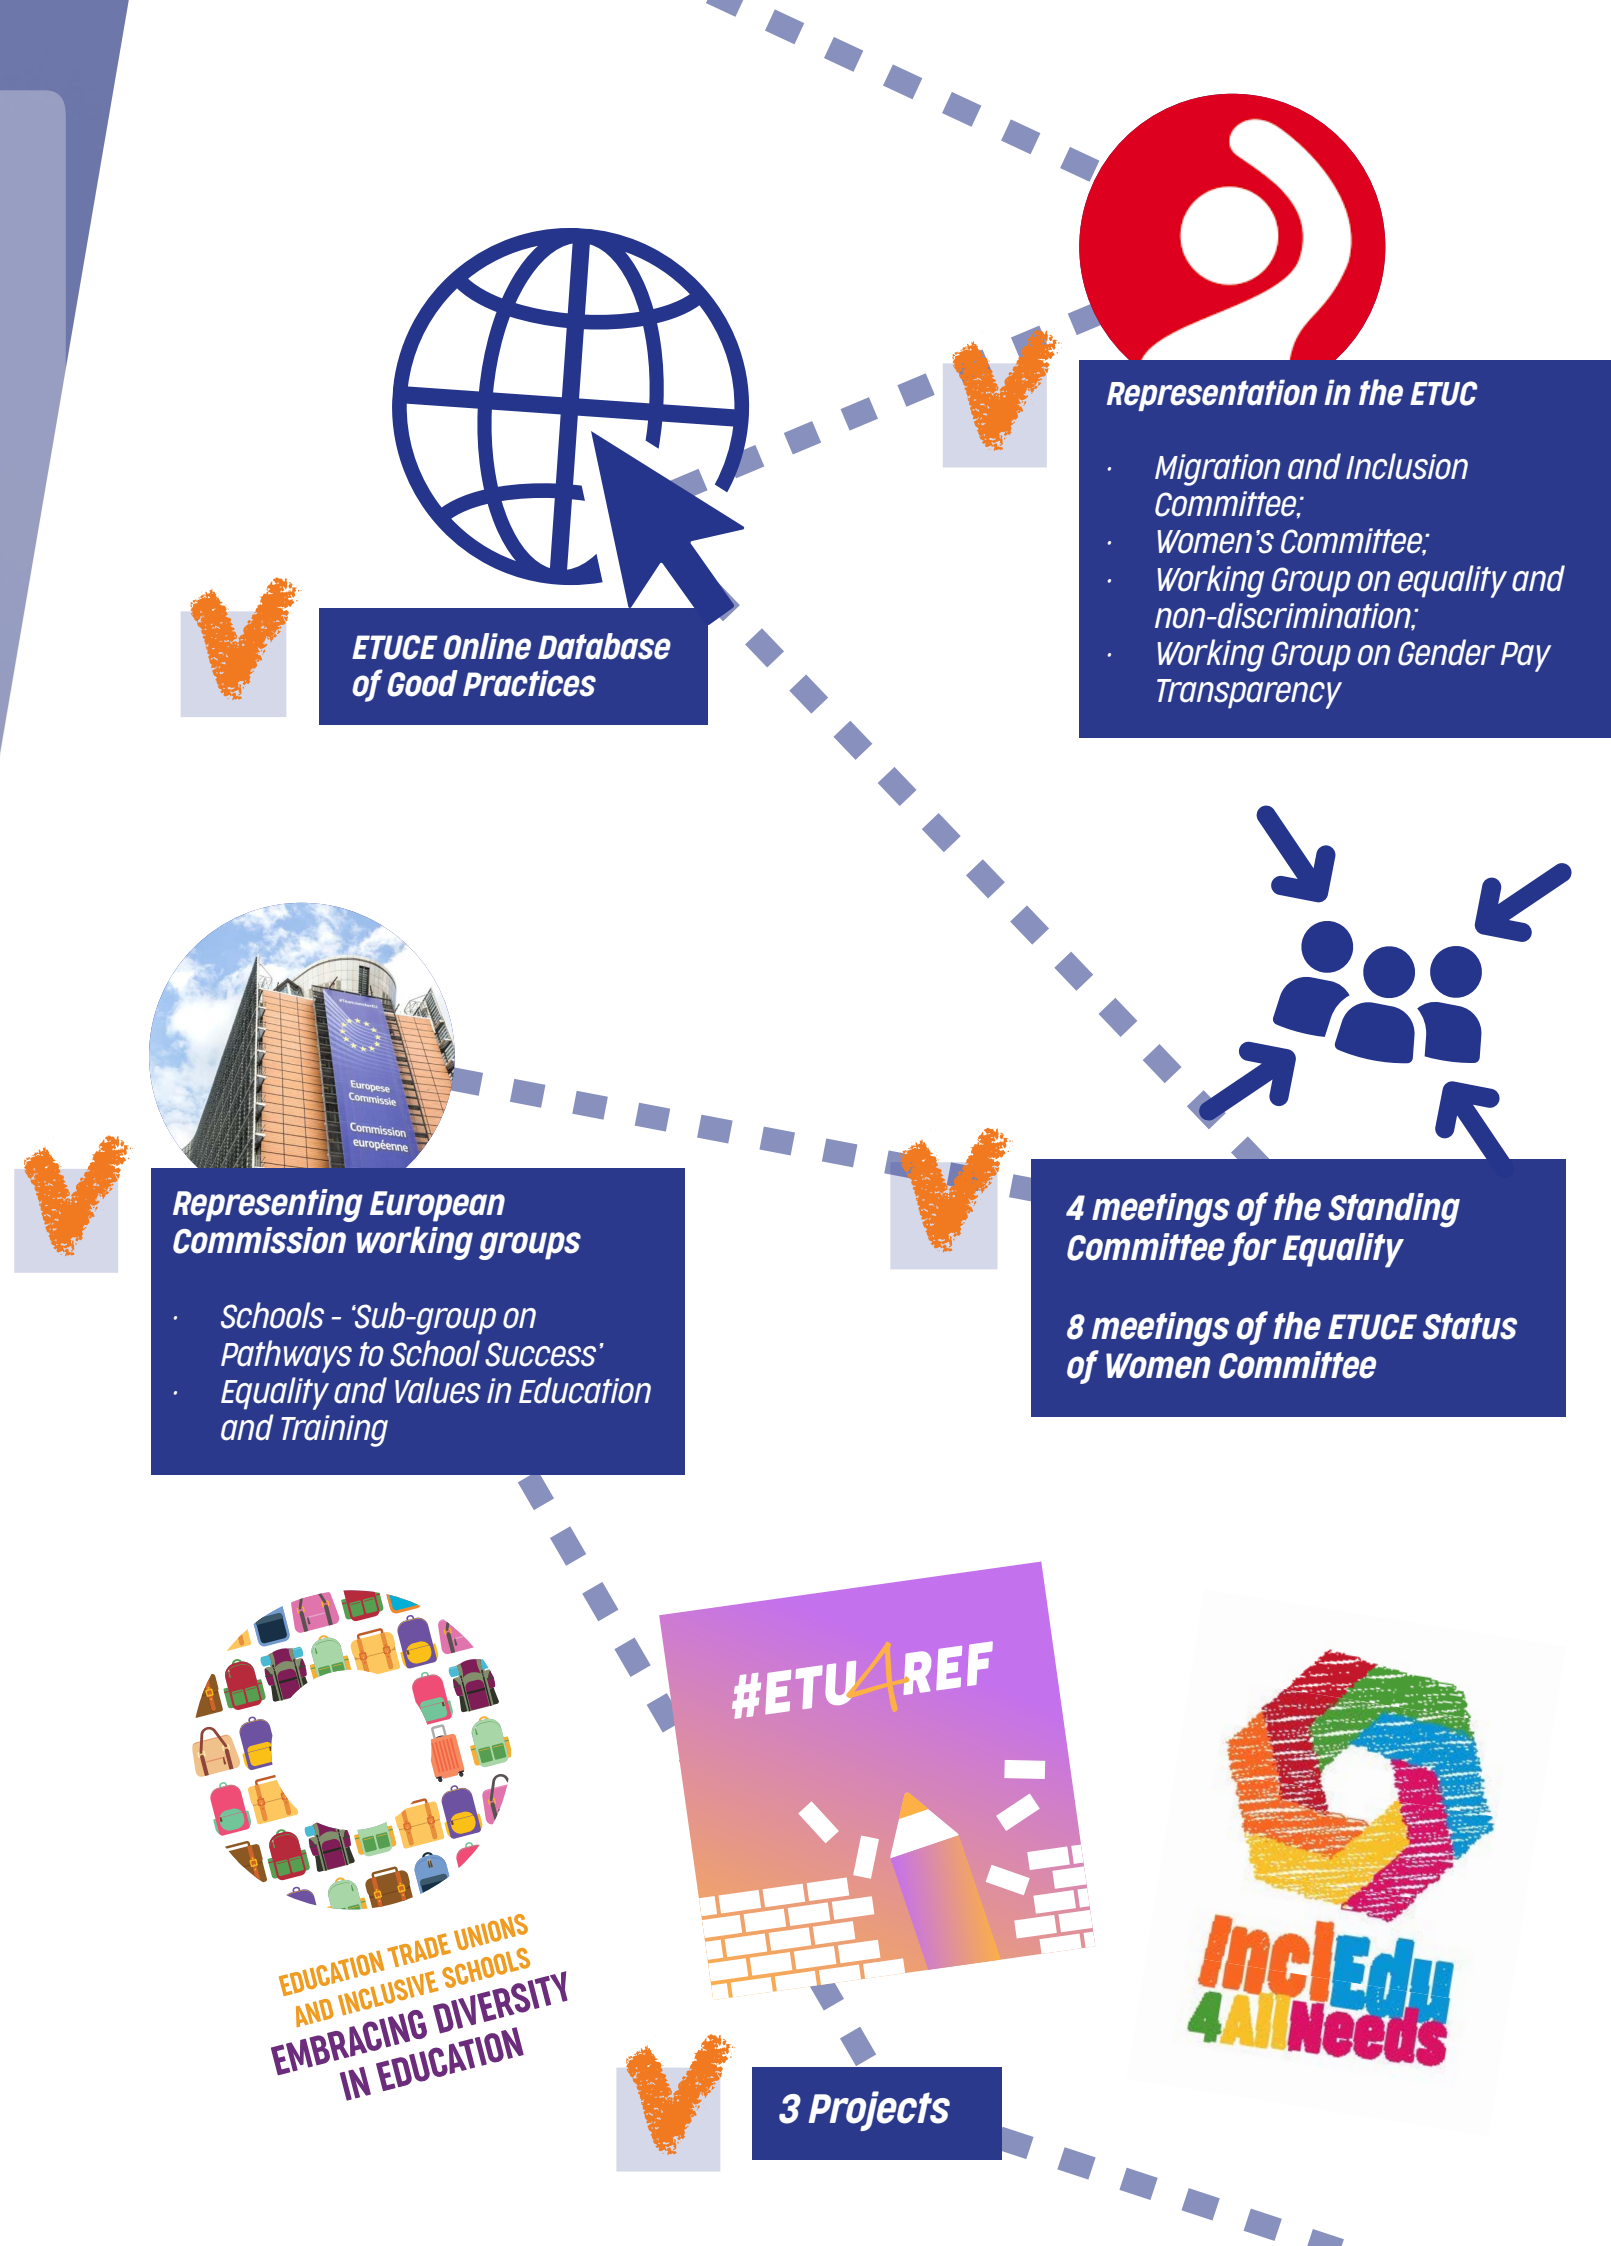 Representation in the ETUC
· Migration and Inclusion
Committee;
· Women's Committee;
· Working Group on equality and
non-discrimination;
· Working Group on Gender Pay
Transparency
ETUCE Online Database
of Good Practices
4 meetings of the Standing
Committee for Equality
8 meetings of the ETUCE Status
of Women Committee
Europese
Commissie
Commission
européenne
Representing European
Commission working groups
· Schools - ‘Sub-group on
Pathways to School Success’
· Equality and Values in Education
and Training
EDUCATION TRADE UNIONS
AND INCLUSIVE SCHOOLS
EMBRACING DIVERSITY
IN EDUCATION
#ETU4REF
InclEdu
4AllNeeds
3 Projects